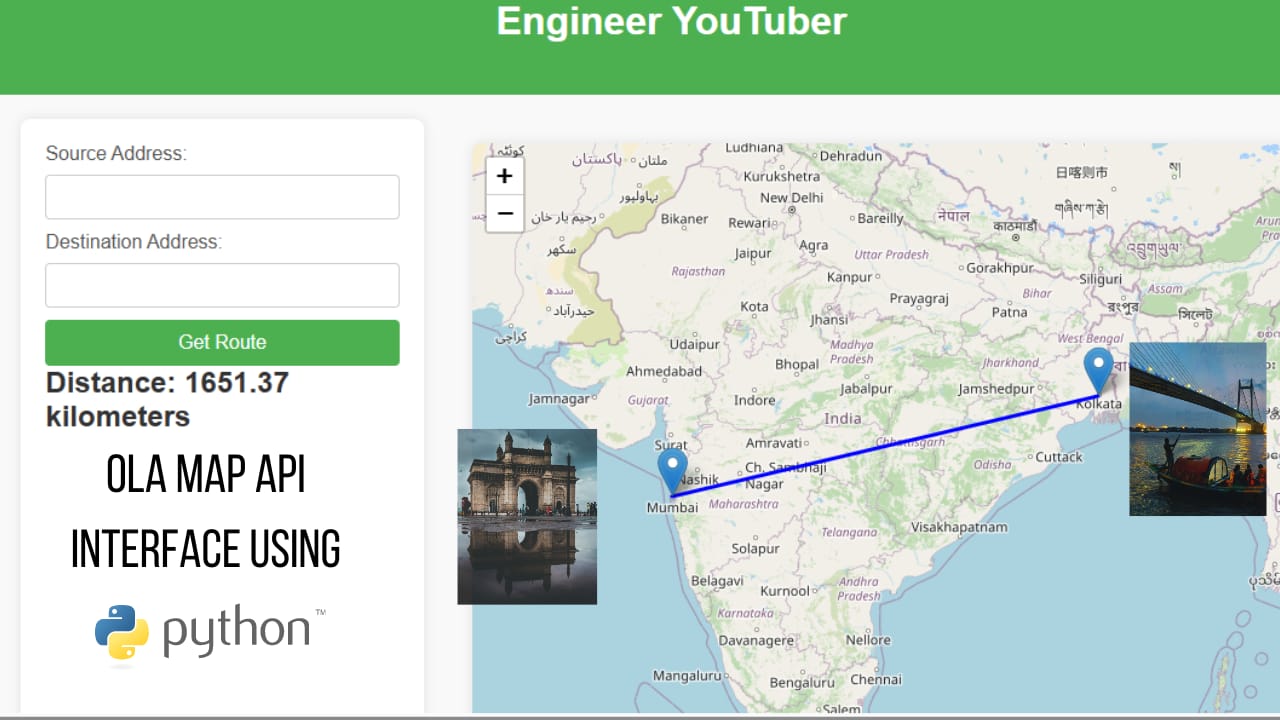 Engineer YouTuber
Source Address:
Destination Address:
Get Route
Distance: 1651.37
kilometers
OLA MAP API
INTERFACE USING
python™
+
−
کوئٹہ
پاکستان
ملتان
Ludhiana
Dehradun
Kurukshetra
日喀则市
بہاولپور
New Delhi
གཞིས་ཀ་རྩེ།
رحیم یار خان
Bikaner
Rewari
Bareilly
नेपाल
काठमाडौँ
سکھر
Jaipur
Agra
Uttar Pradesh
འབྲུགཡུལ་
Rajasthan
Kanpur
Gorakhpur
Siliguri
Assam
سندھ
Kota
Prayagraj
Bihar
রংপুর
حیدرآباد
Jhansi
Patna
সিলেট
کراچی
Udaipur
Madhya
Pradesh
West Bengal
Ahmedabad
Bhopal
Jharkhand
Jamnagar
Gujarat
Indore
Jabalpur
Jamshedpur
Kolkata
India
Surat
Amravati
Chhattisgarh
Nashik
Ch. Sambhaji
Nagar
Odisha
Cuttack
Mumbai
Maharashtra
Telangana
Visakhapatnam
Solapur
Belagavi
Kurnool
Andhra
Pradesh
Karnataka
Davanagere
Nellore
Mangaluru
Bengaluru
Chennai
Salem